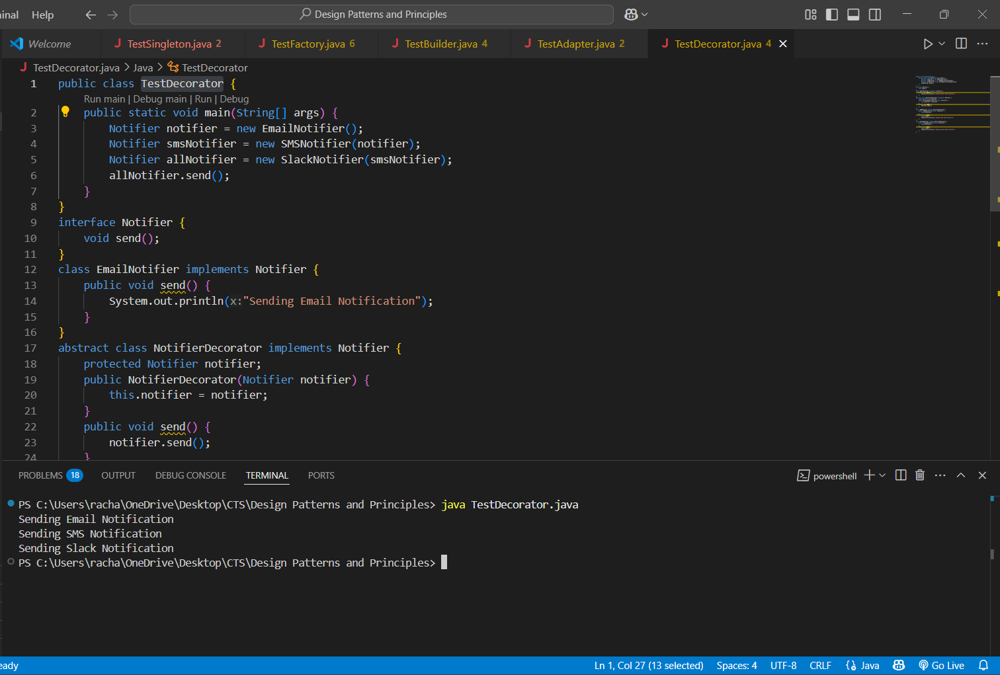 inal Help Design Patterns and Principles
Welcome TestSingleton.java 2 TestFactory.java 6 TestBuilder.java 4 TestAdapter.java 2 TestDecorator.java 4
TestDecorator.java > Java > TestDecorator
1 public class TestDecorator {
Run main | Debug main | Run | Debug
2 public static void main(String[] args) {
3 Notifier notifier = new EmailNotifier();
4 Notifier smsNotifier = new SMSNotifier(notifier);
5 Notifier allNotifier = new SlackNotifier(smsNotifier);
6 allNotifier.send();
7 }
8 }
9 interface Notifier {
10 void send();
11 }
12 class EmailNotifier implements Notifier {
13 public void send() {
14 System.out.println(x:"Sending Email Notification");
15 }
16 }
17 abstract class NotifierDecorator implements Notifier {
18 protected Notifier notifier;
19 public NotifierDecorator(Notifier notifier) {
20 this.notifier = notifier;
21 }
22 public void send() {
23 notifier.send();
24 }
PROBLEMS 18 OUTPUT DEBUG CONSOLE TERMINAL PORTS powershell
PS C:\Users\racha\OneDrive\Desktop\CTS\Design Patterns and Principles> java TestDecorator.java
Sending Email Notification
Sending SMS Notification
Sending Slack Notification
PS C:\Users\racha\OneDrive\Desktop\CTS\Design Patterns and Principles>
eady Ln 1, Col 27 (13 selected) Spaces: 4 UTF-8 CRLF Java Go Live